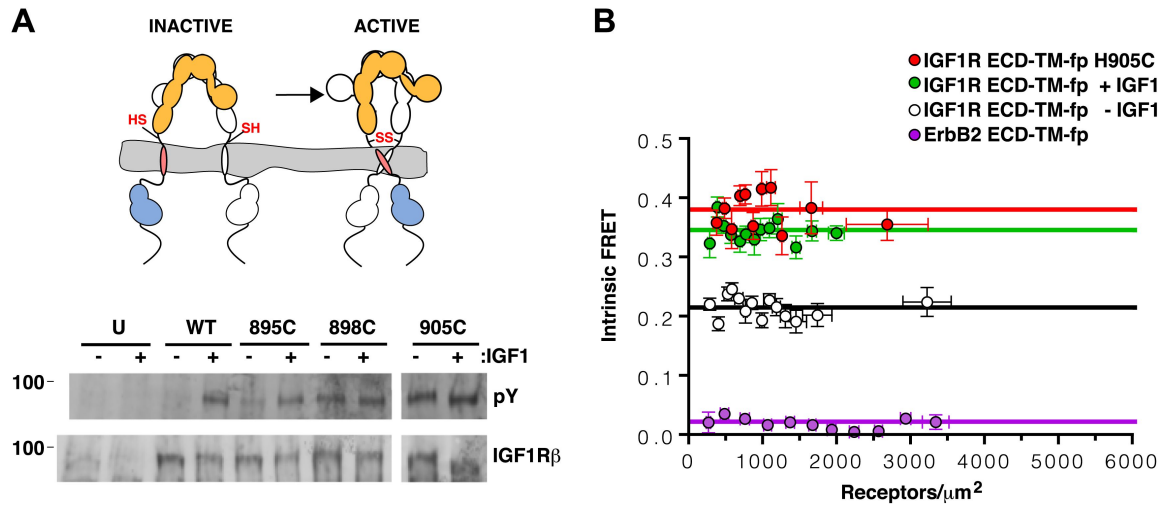 A
INACTIVE
ACTIVE
HS
SH
SS
U
WT
895C
898C
905C
- + - + - + - + - + :IGF1
100
pY
100
IGF1Rβ
B
IGF1R ECD-TM-fp H905C
IGF1R ECD-TM-fp + IGF1
IGF1R ECD-TM-fp - IGF1
ErbB2 ECD-TM-fp
Intrinsic FRET
0.5
0.4
0.3
0.2
0.1
0.0
0 1000 2000 3000 4000 5000 6000
Receptors/μm²